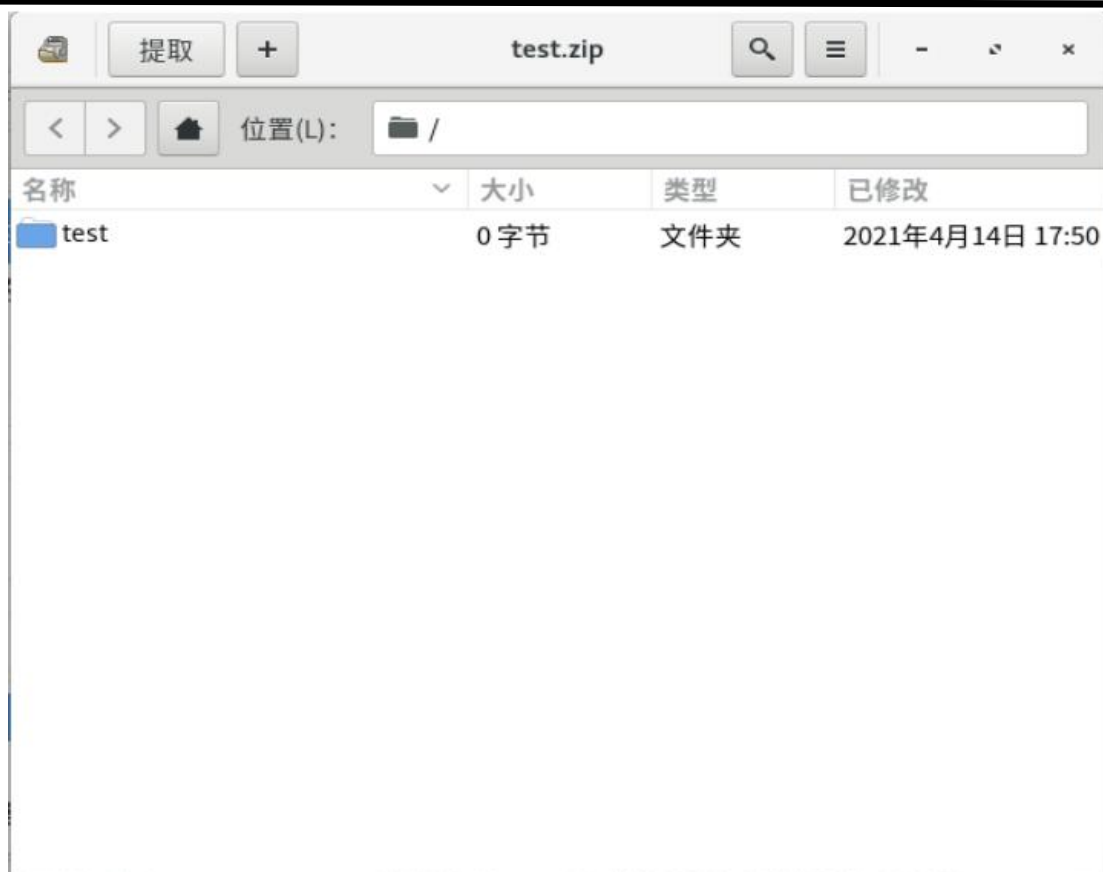 提取 + test.zip
位置(L): /
名称 大小 类型 已修改
test 0 字节 文件夹 2021年4月14日 17:50